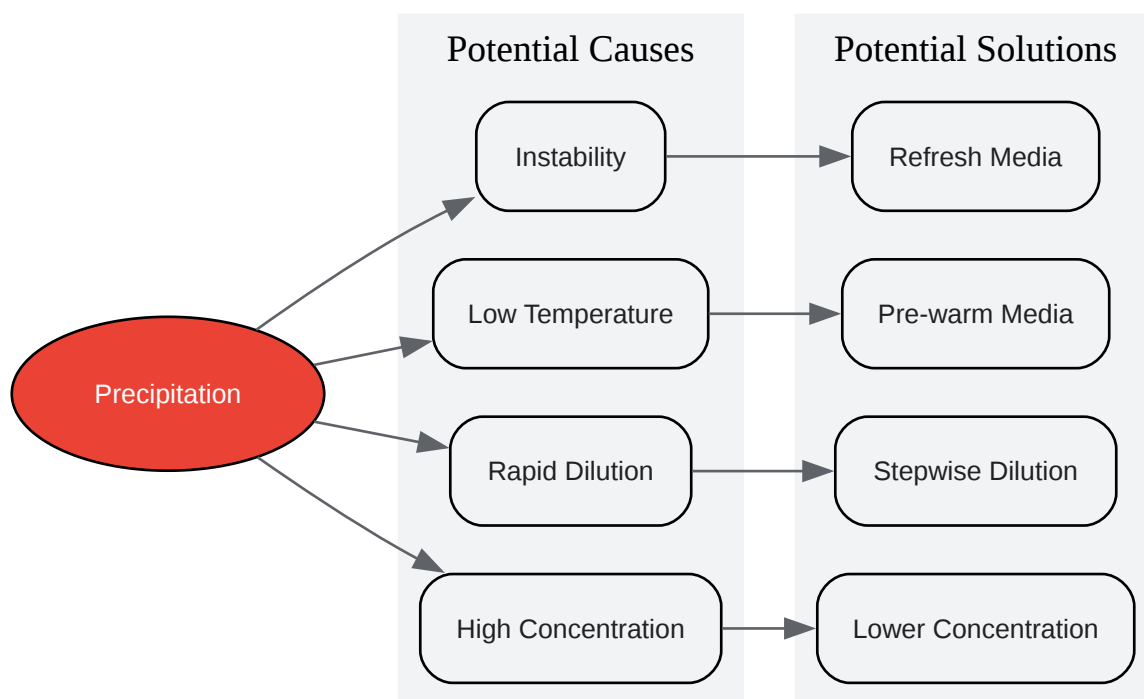 Potential Causes
Potential Solutions
Instability
Refresh Media
Low Temperature
Pre-warm Media
Precipitation
Rapid Dilution
Stepwise Dilution
High Concentration
Lower Concentration